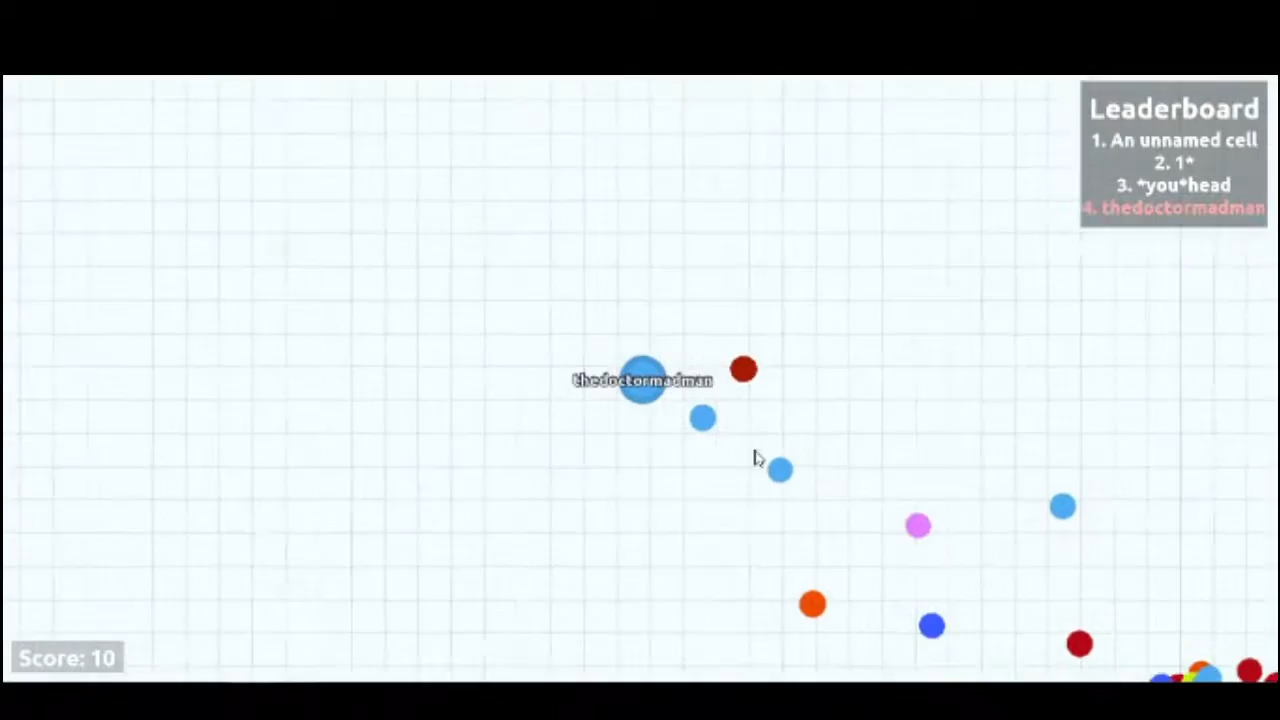 Leaderboard
1. An unnamed cell
2. 1*
3. *you*head
4. thedoctormadman
thedoctormadman
Score: 10